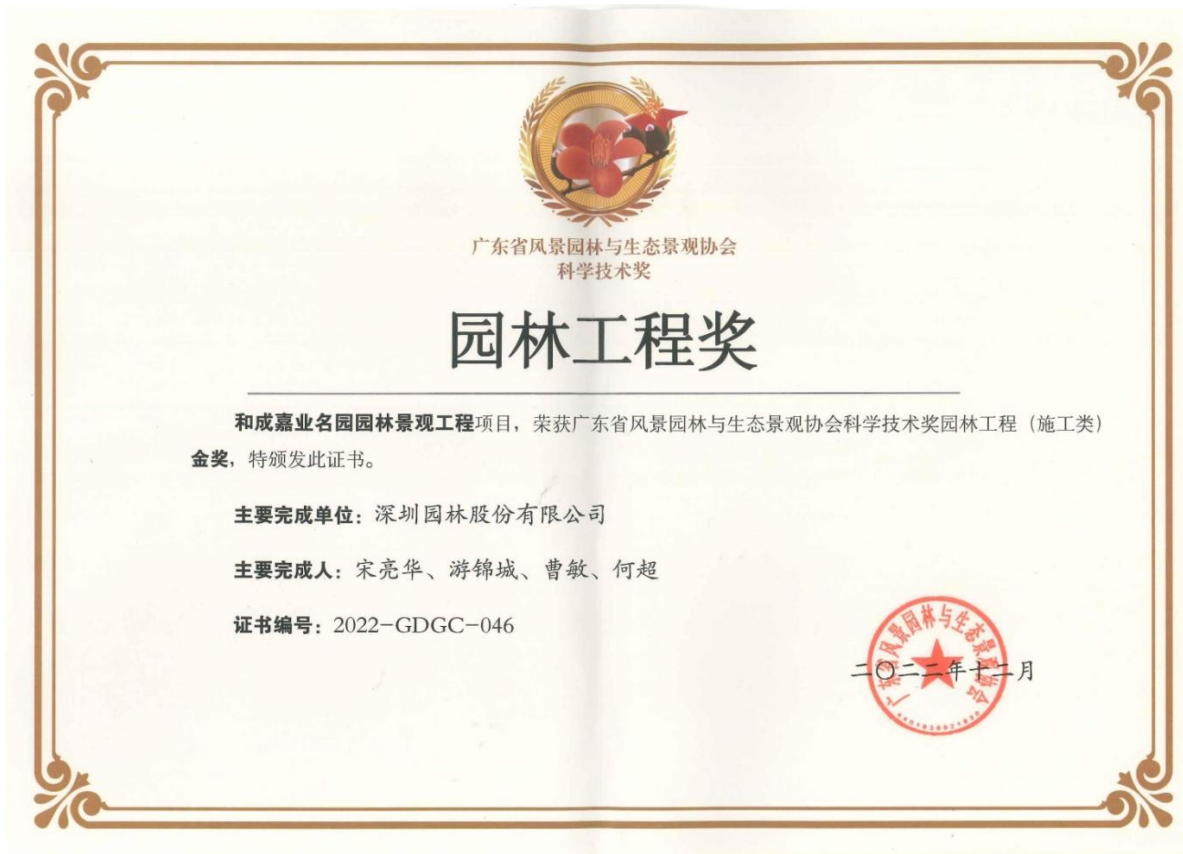 广东省风景园林与生态景观协会
科学技术奖
园林工程奖
和成嘉业名园园林景观工程项目，荣获广东省风景园林与生态景观协会科学技术奖园林工程（施工类）
金奖，特颁发此证书。
主要完成单位：深圳园林股份有限公司
主要完成人：宋亮华、游锦城、曹敏、何超
证书编号：2022-GDGC-046
广东省风景园林与生态景观协会
二〇二二年十二月